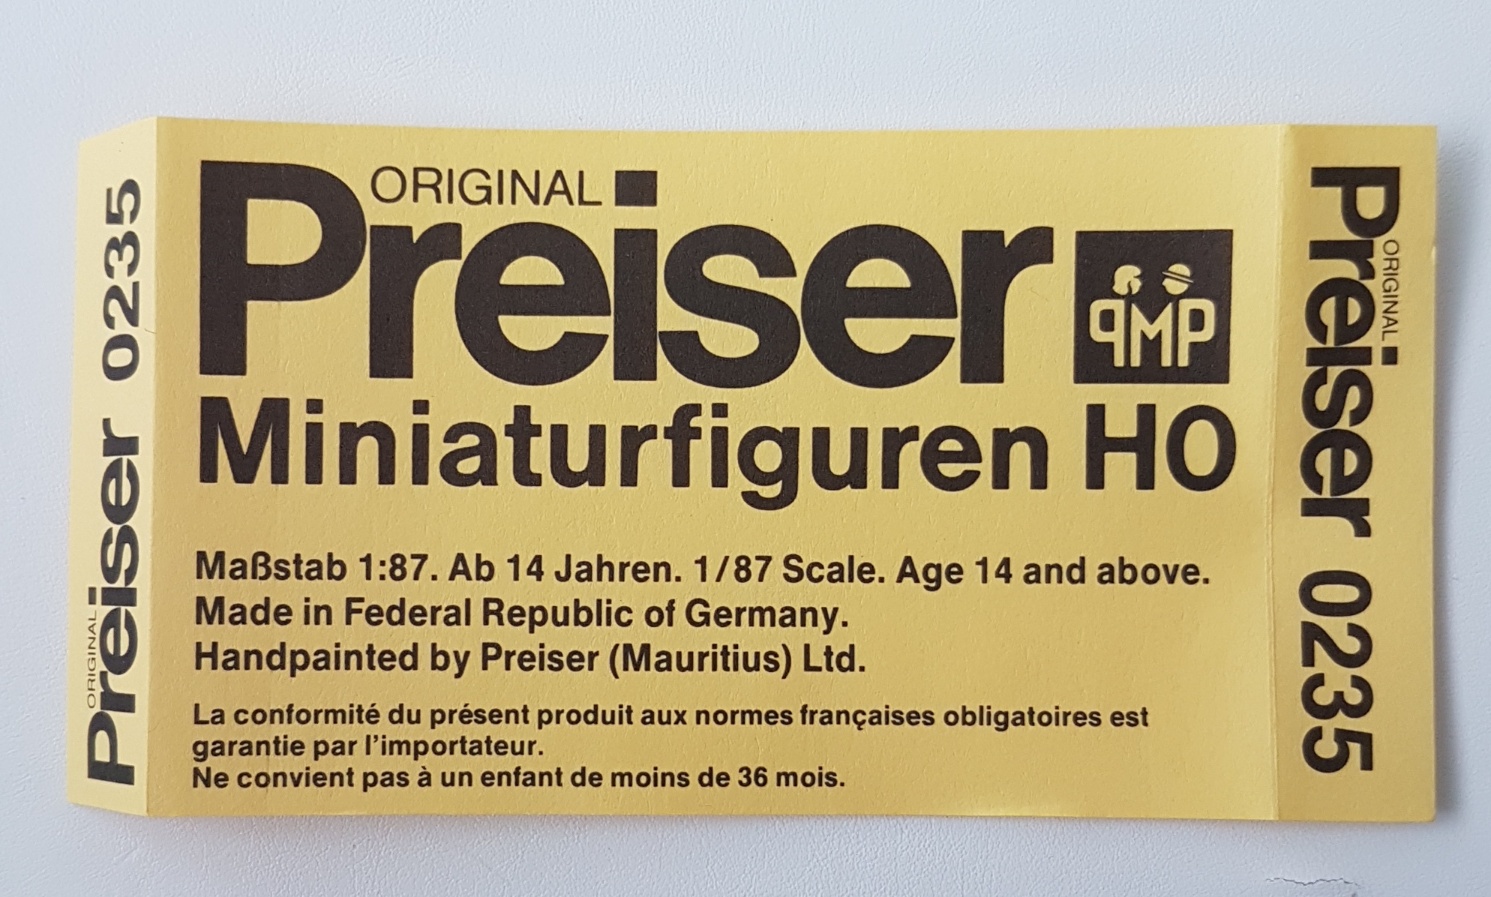 ORIGINAL
Preiser 0235
ORIGINAL
Preiser
PMP
Miniaturfiguren HO
Maßstab 1:87. Ab 14 Jahren. 1/87 Scale. Age 14 and above.
Made in Federal Republic of Germany.
Handpainted by Preiser (Mauritius) Ltd.
La conformité du présent produit aux normes françaises obligatoires est
garantie par l'importateur.
Ne convient pas à un enfant de moins de 36 mois.
ORIGINAL
Preiser 0235